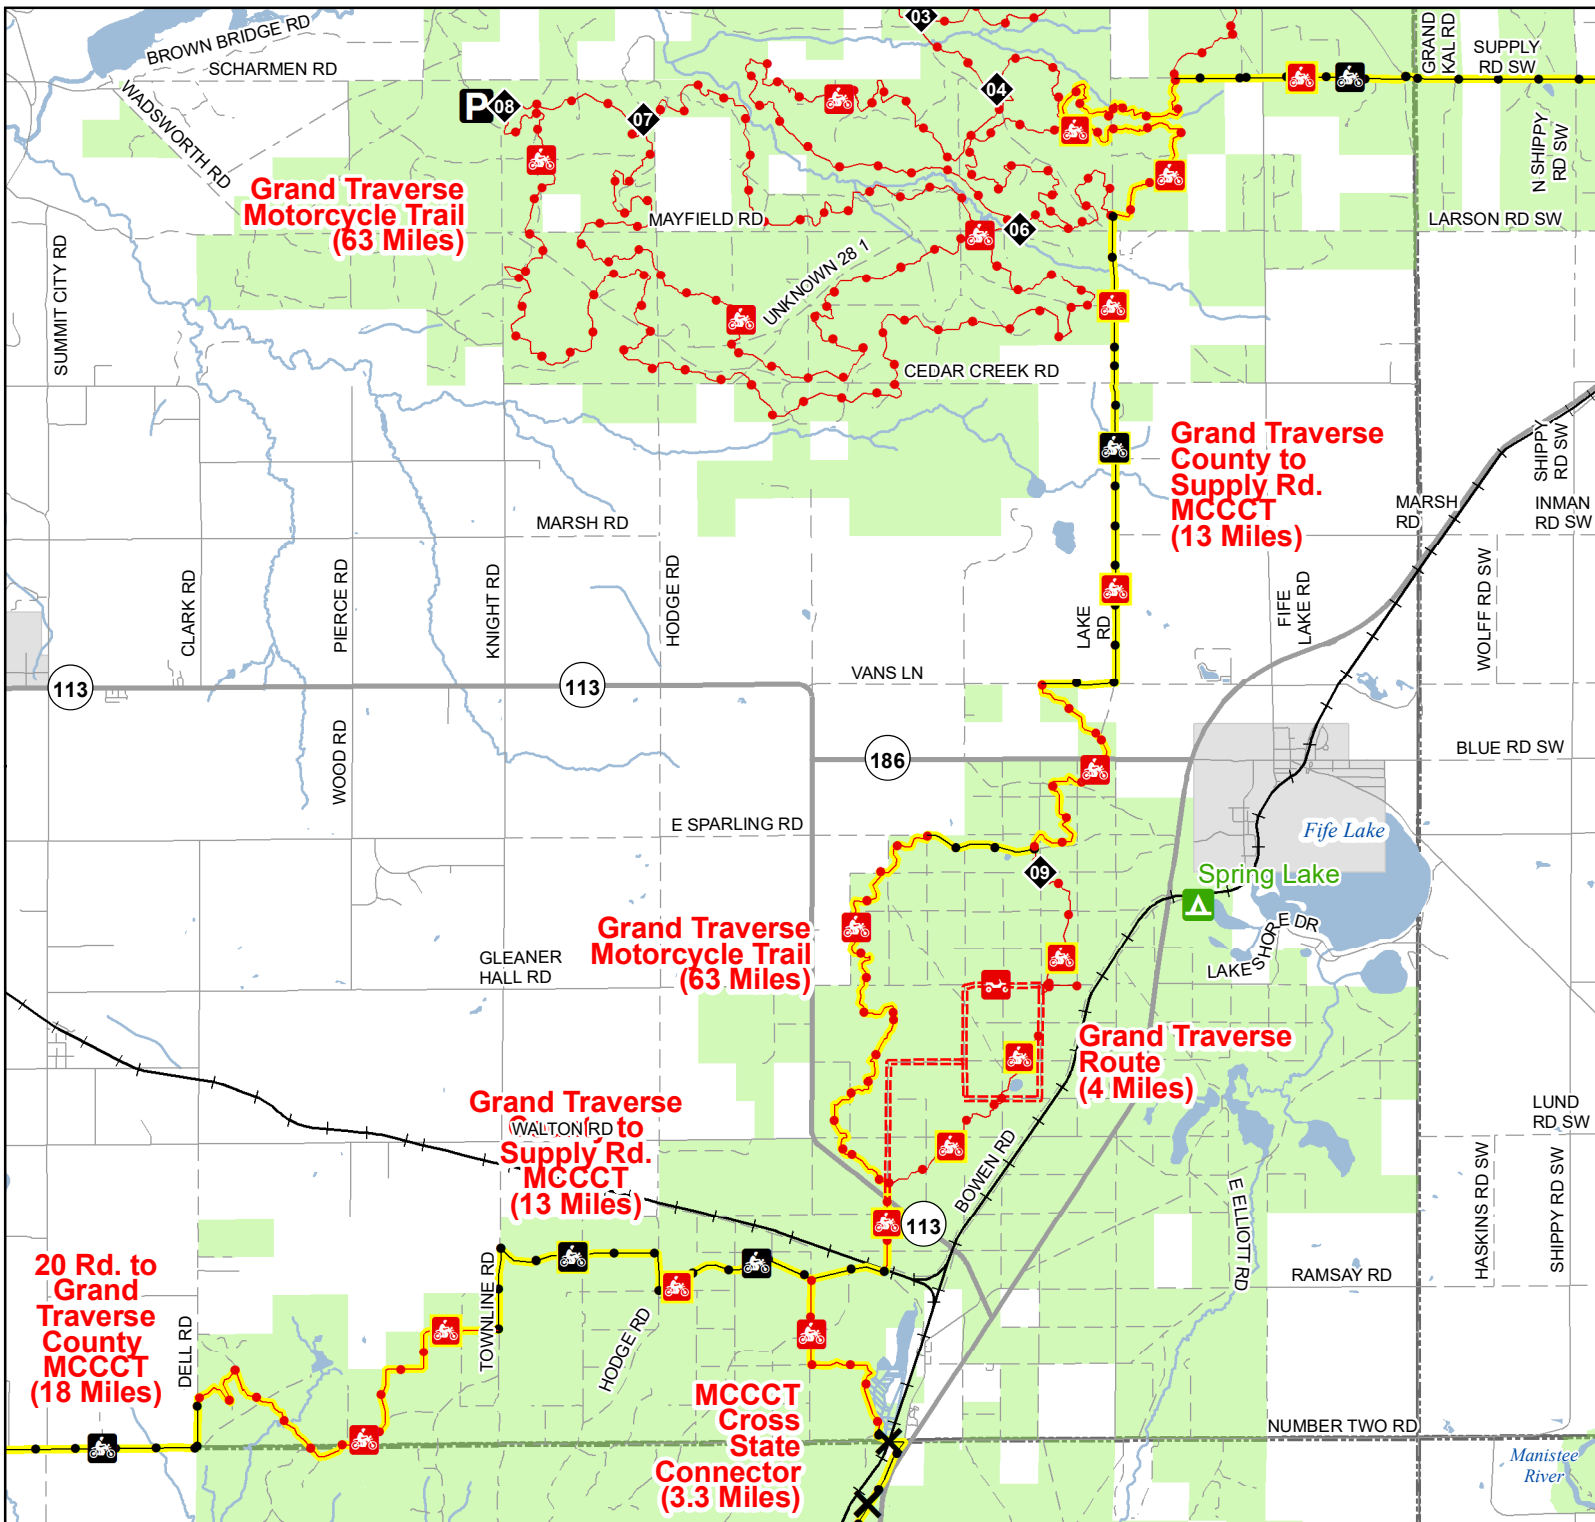 BROWN BRIDGE RD
SCHARMEN RD
WADSWORTH RD
03
04
GRAND
KAL RD
SUPPLY
RD SW
P
08
07
N SHIPPY
RD SW
Grand Traverse
Motorcycle Trail
(63 Miles)
MAYFIELD RD
06
LARSON RD SW
SUMMIT CITY RD
UNKNOWN 28 1
CEDAR CREEK RD
Grand Traverse
County to
Supply Rd.
MCCCT
(13 Miles)
SHIPPY
RD SW
MARSH
RD
INMAN
RD SW
MARSH RD
CLARK RD
PIERCE RD
KNIGHT RD
HODGE RD
LAKE
RD
FIFE
LAKE RD
WOLFF RD SW
113
113
VANS LN
WOOD RD
186
BLUE RD SW
E SPARLING RD
Fife Lake
09
Spring Lake
Grand Traverse
Motorcycle Trail
(63 Miles)
GLEANER
HALL RD
LAKESHORE DR
Grand Traverse
Route
(4 Miles)
Grand Traverse
County to
WALTON RD
Supply Rd.
MCCCT
(13 Miles)
LUND
RD SW
BOWEN RD
113
E ELLIOTT RD
HASKINS RD SW
SHIPPY RD SW
20 Rd. to
Grand
Traverse
County
MCCCT
(18 Miles)
DELL RD
TOWNLINE RD
HODGE RD
RAMSAY RD
MCCCT
Cross
State
Connector
(3.3 Miles)
NUMBER TWO RD
Manistee
River